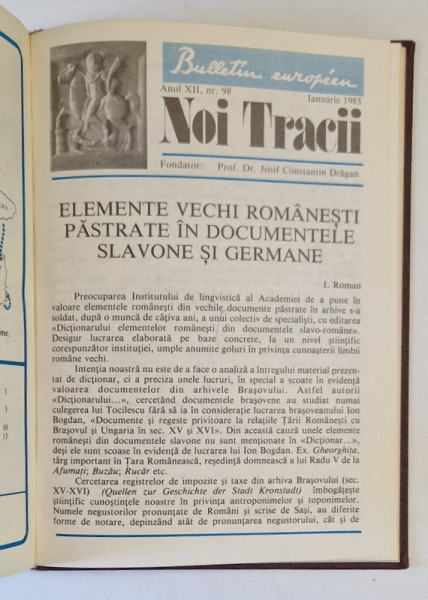 Bulletin européen
Anul XII, nr. 98
Ianuarie 1983
Noi Tracii
Fondator: Prof. Dr. Josif Constantin Drăgan
ELEMENTE VECHI ROMÂNEȘTI
PĂSTRATE ÎN DOCUMENTELE
SLAVONE ȘI GERMANE
I. Roman
Preocuparea Institutului de lingvistică al Academiei de a pune în
valoare elementele românești din vechile documente păstrate în arhive s-a
soldat, după o muncă de câțiva ani, a unui colectiv de specialiști, cu editarea
«Dicționarului elementelor românești din documentele slavo-române».
Desigur lucrarea elaborată pe baze concrete, la un nivel științific
corespunzător instituției, umple anumite goluri în privința cunoașterii limbii
române vechi.
Intenția noastră nu este de a face o analiză a întregului material prezen-
tat de dicționar, ci a preciza unele lucruri, în special a scoate în evidență
valoarea documentelor din arhivele Brașovului. Astfel autorii
«Dicționarului...», cercetând documentele brașovene au studiat numai
culegerea lui Tocilescu fără să ia în considerație lucrarea brașoveanului Ion
Bogdan, «Documente și regeste privitoare la relațiile Țării Românești cu
Brașovul și Ungaria în sec. XV și XVI». Din această cauză unele elemente
românești din documentele slavone nu sunt menționate în «Dicționar...»,
deși ele sunt scoase în evidență de lucrarea lui Ion Bogdan. Ex. Gheorghița,
târg important în Țara Românească, reședință domnească a lui Radu V de la
Afumați; Buzău; Rucăr etc.
Cercetarea registrelor de impozite și taxe din arhiva Brașovului (sec.
XV-XVI) (Quellen zur Geschichte der Stadt Kronstadt) îmbogățește
științific cunoștințele noastre în privința antroponimelor și toponimelor.
Numele negustorilor pronunțate de Români și scrise de Sași, au diferite
forme de notare, depinzând atât de pronunțarea negustorului, cât și de
me,
1
5
10
13